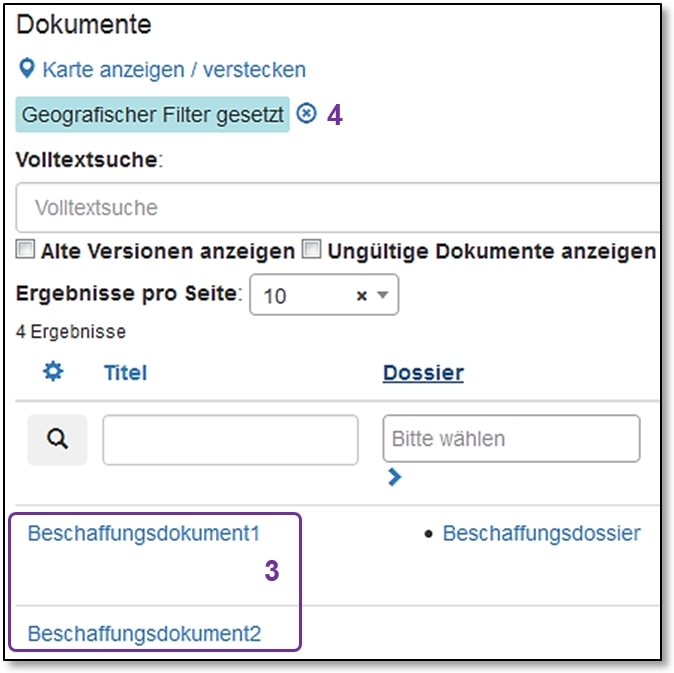 Dokumente
Karte anzeigen / verstecken
Geografischer Filter gesetzt 4
Volltextsuche:
Volltextsuche
Alte Versionen anzeigen Ungültige Dokumente anzeigen
Ergebnisse pro Seite: 10 ×
4 Ergebnisse
Titel Dossier
Bitte wählen
Beschaffungsdokument1 • Beschaffungsdossier
3
Beschaffungsdokument2